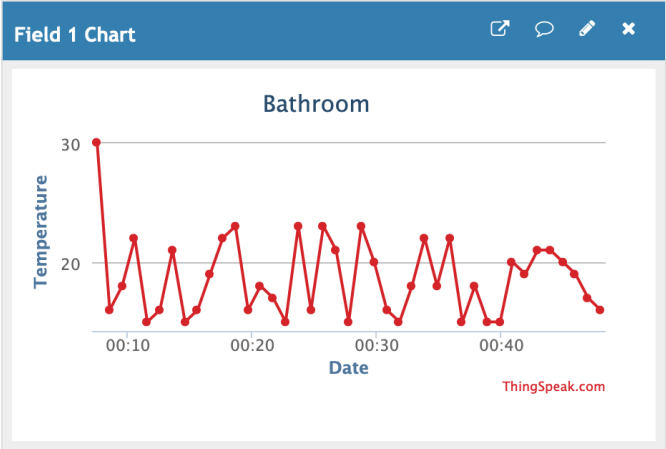 Field 1 Chart
Bathroom
30
20
Temperature
00:10 00:20 00:30 00:40
Date
ThingSpeak.com